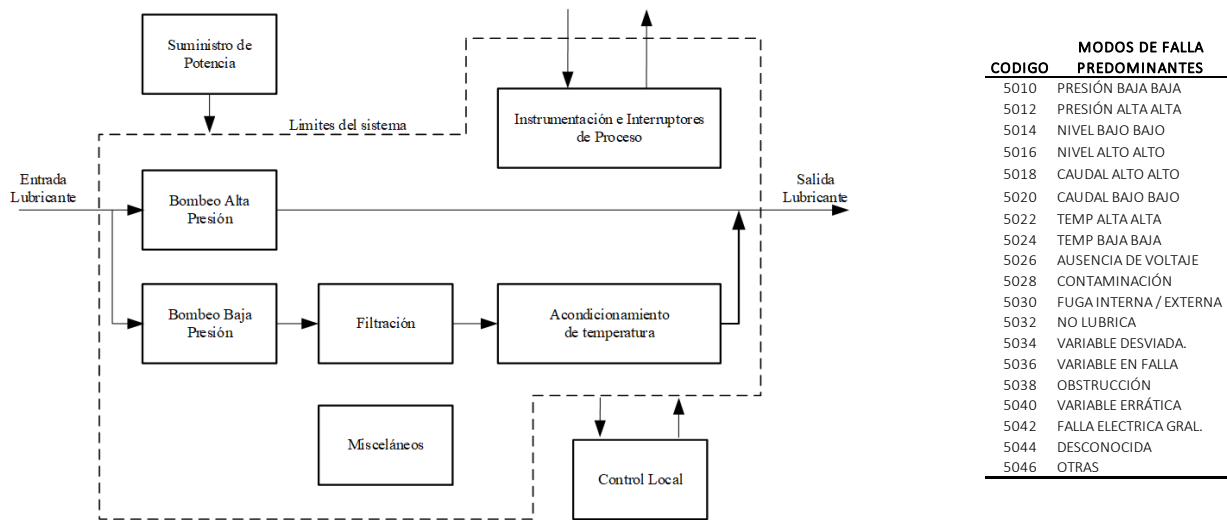 Suministro de
Potencia
Limites del sistema
Instrumentación e Interruptores
de Proceso
Entrada
Lubricante
Bombeo Alta
Presión
Salida
Lubricante
Bombeo Baja
Presión
Filtración
Acondicionamiento
de temperatura
Misceláneos
Control Local
MODOS DE FALLA
CODIGO PREDOMINANTES
5010 PRESIÓN BAJA BAJA
5012 PRESIÓN ALTA ALTA
5014 NIVEL BAJO BAJO
5016 NIVEL ALTO ALTO
5018 CAUDAL ALTO ALTO
5020 CAUDAL BAJO BAJO
5022 TEMP ALTA ALTA
5024 TEMP BAJA BAJA
5026 AUSENCIA DE VOLTAJE
5028 CONTAMINACIÓN
5030 FUGA INTERNA / EXTERNA
5032 NO LUBRICA
5034 VARIABLE DESVIADA.
5036 VARIABLE EN FALLA
5038 OBSTRUCCIÓN
5040 VARIABLE ERRÁTICA
5042 FALLA ELECTRICA GRAL.
5044 DESCONOCIDA
5046 OTRAS